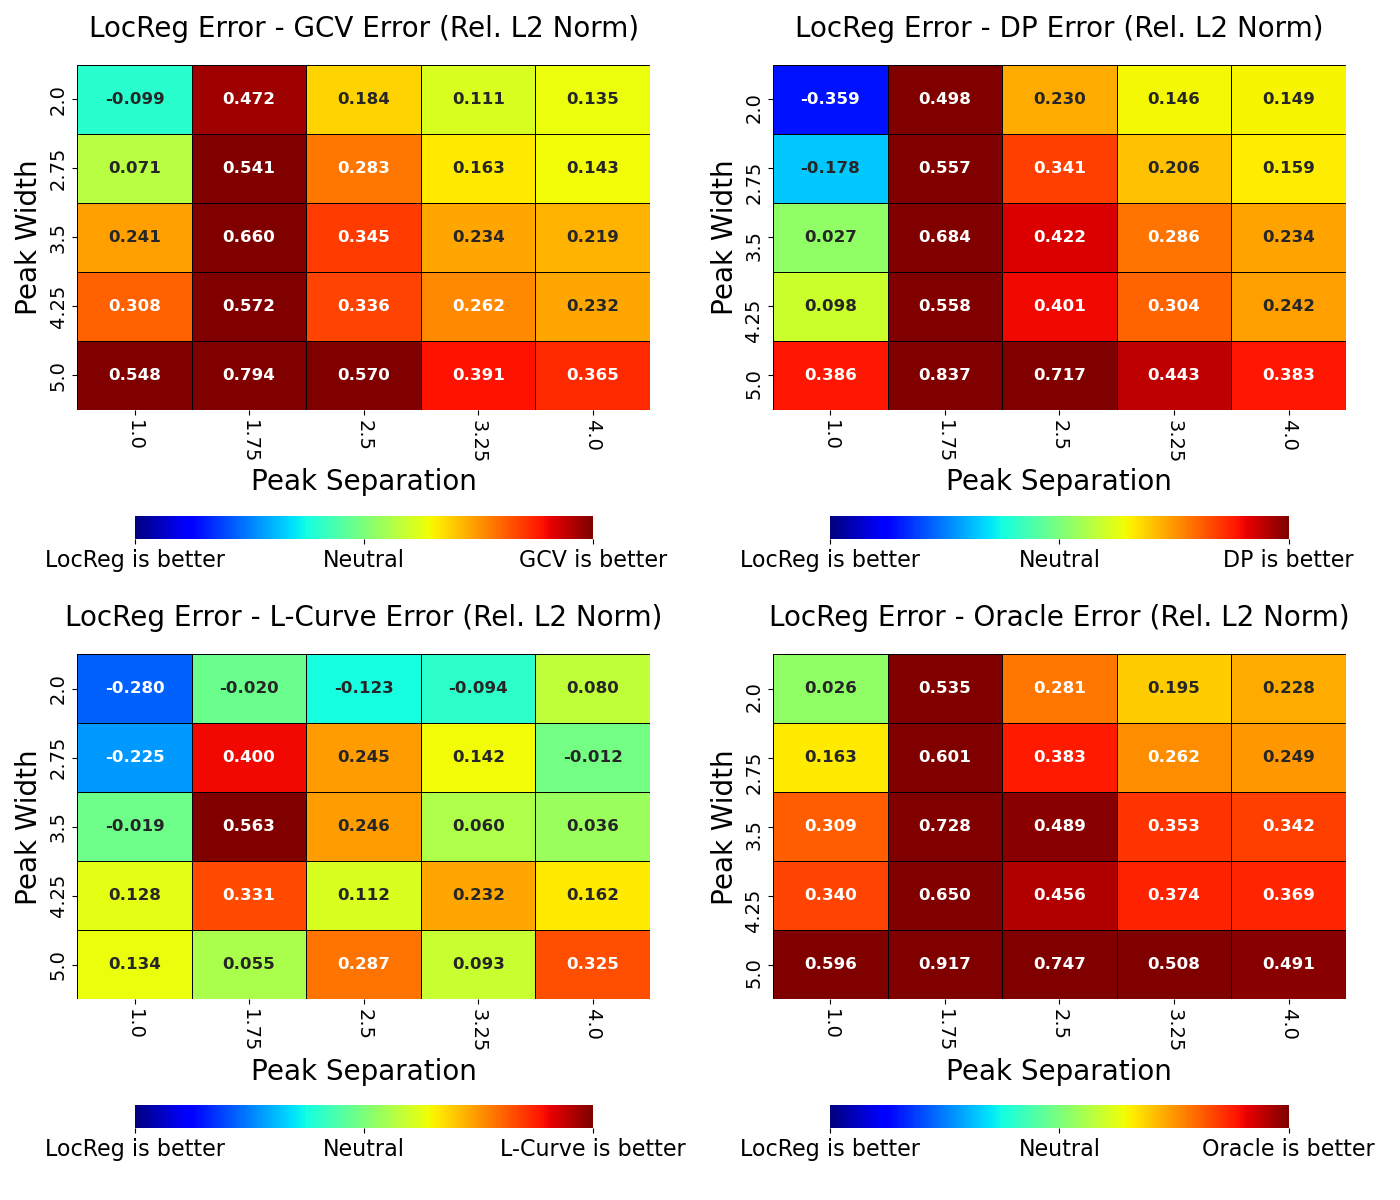 LocReg Error - GCV Error (Rel. L2 Norm)
Peak Width
2.0 -0.099 0.472 0.184 0.111 0.135
2.75 0.071 0.541 0.283 0.163 0.143
3.5 0.241 0.660 0.345 0.234 0.219
4.25 0.308 0.572 0.336 0.262 0.232
5.0 0.548 0.794 0.570 0.391 0.365
1.0 1.75 2.5 3.25 4.0
Peak Separation
LocReg is better Neutral GCV is better
LocReg Error - DP Error (Rel. L2 Norm)
Peak Width
2.0 -0.359 0.498 0.230 0.146 0.149
2.75 -0.178 0.557 0.341 0.206 0.159
3.5 0.027 0.684 0.422 0.286 0.234
4.25 0.098 0.558 0.401 0.304 0.242
5.0 0.386 0.837 0.717 0.443 0.383
1.0 1.75 2.5 3.25 4.0
Peak Separation
LocReg is better Neutral DP is better
LocReg Error - L-Curve Error (Rel. L2 Norm)
Peak Width
2.0 -0.280 -0.020 -0.123 -0.094 0.080
2.75 -0.225 0.400 0.245 0.142 -0.012
3.5 -0.019 0.563 0.246 0.060 0.036
4.25 0.128 0.331 0.112 0.232 0.162
5.0 0.134 0.055 0.287 0.093 0.325
1.0 1.75 2.5 3.25 4.0
Peak Separation
LocReg is better Neutral L-Curve is better
LocReg Error - Oracle Error (Rel. L2 Norm)
Peak Width
2.0 0.026 0.535 0.281 0.195 0.228
2.75 0.163 0.601 0.383 0.262 0.249
3.5 0.309 0.728 0.489 0.353 0.342
4.25 0.340 0.650 0.456 0.374 0.369
5.0 0.596 0.917 0.747 0.508 0.491
1.0 1.75 2.5 3.25 4.0
Peak Separation
LocReg is better Neutral Oracle is better